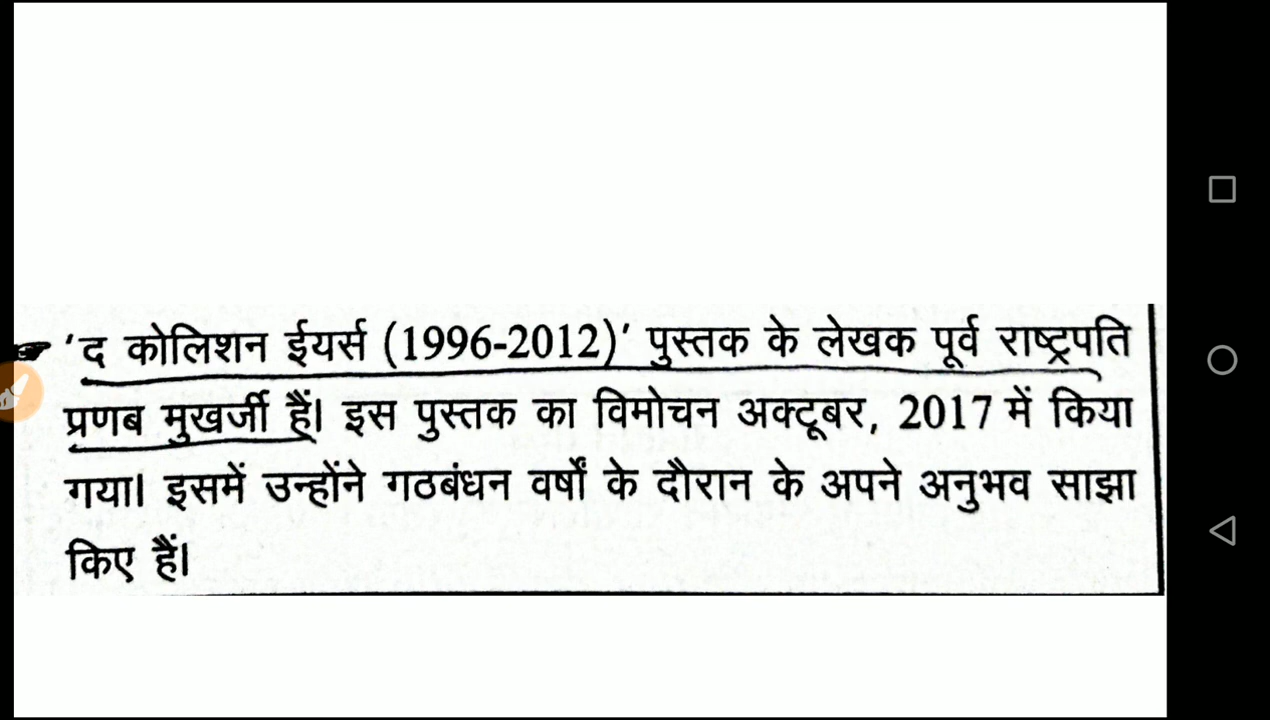 'द कोलिशन ईयर्स (1996-2012)' पुस्तक के लेखक पूर्व राष्ट्रपति
प्रणब मुखर्जी हैं। इस पुस्तक का विमोचन अक्टूबर, 2017 में किया
गया। इसमें उन्होंने गठबंधन वर्षों के दौरान के अपने अनुभव साझा
किए हैं।